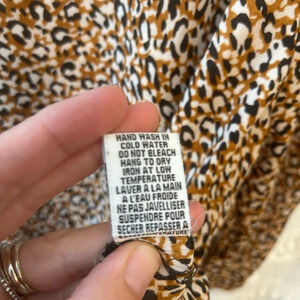 HAND WASH IN
COLD WATER
DO NOT BLEACH
HANG TO DRY
IRON AT LOW
TEMPERATURE
LAVER A LA MAIN
A L'EAU FROIDE
NE PAS JAVELLISER
SUSPENDRE POUR
SECHER REPASSER A
TEMPERATURE